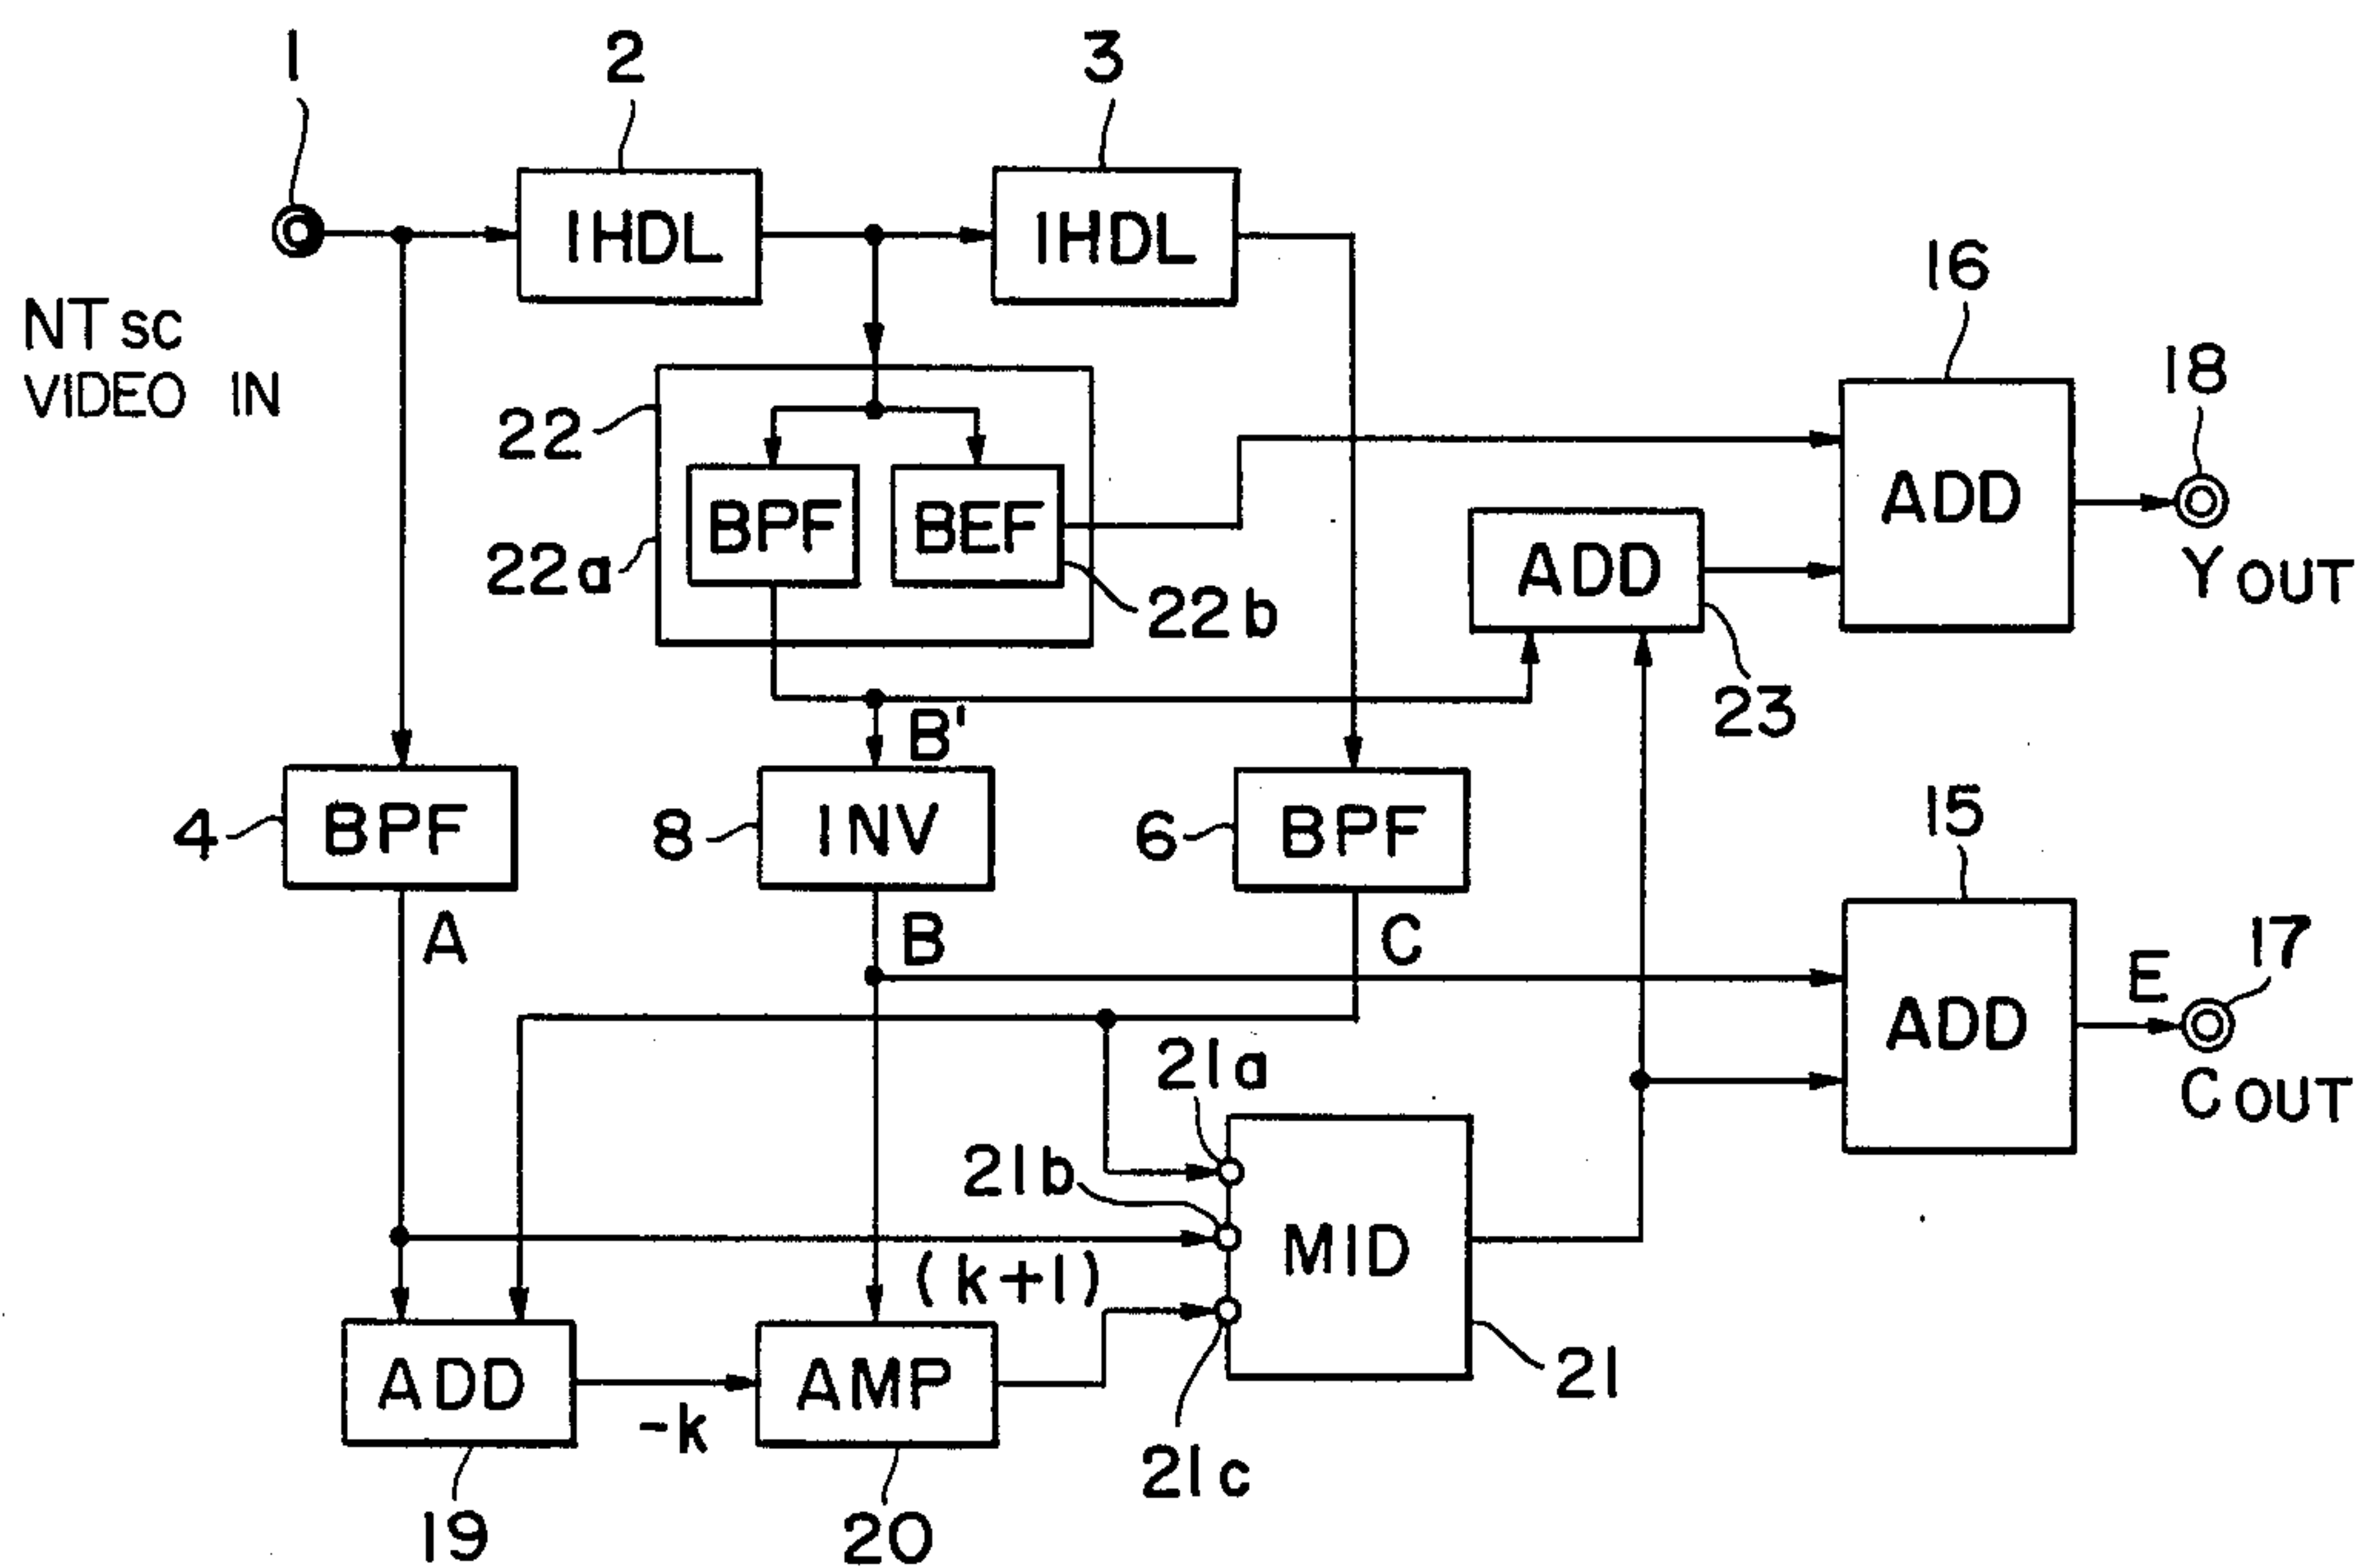 1
2
3
1HDL
1HDL
NTSC
VIDEO IN
16
18
22
BPF
BEF
ADD
22a
ADD
YOUT
22b
23
B'
4
BPF
8
INV
6
BPF
15
A
B
C
17
E
ADD
21a
COUT
21b
MID
(k+1)
ADD
AMP
21
-k
21c
19
20